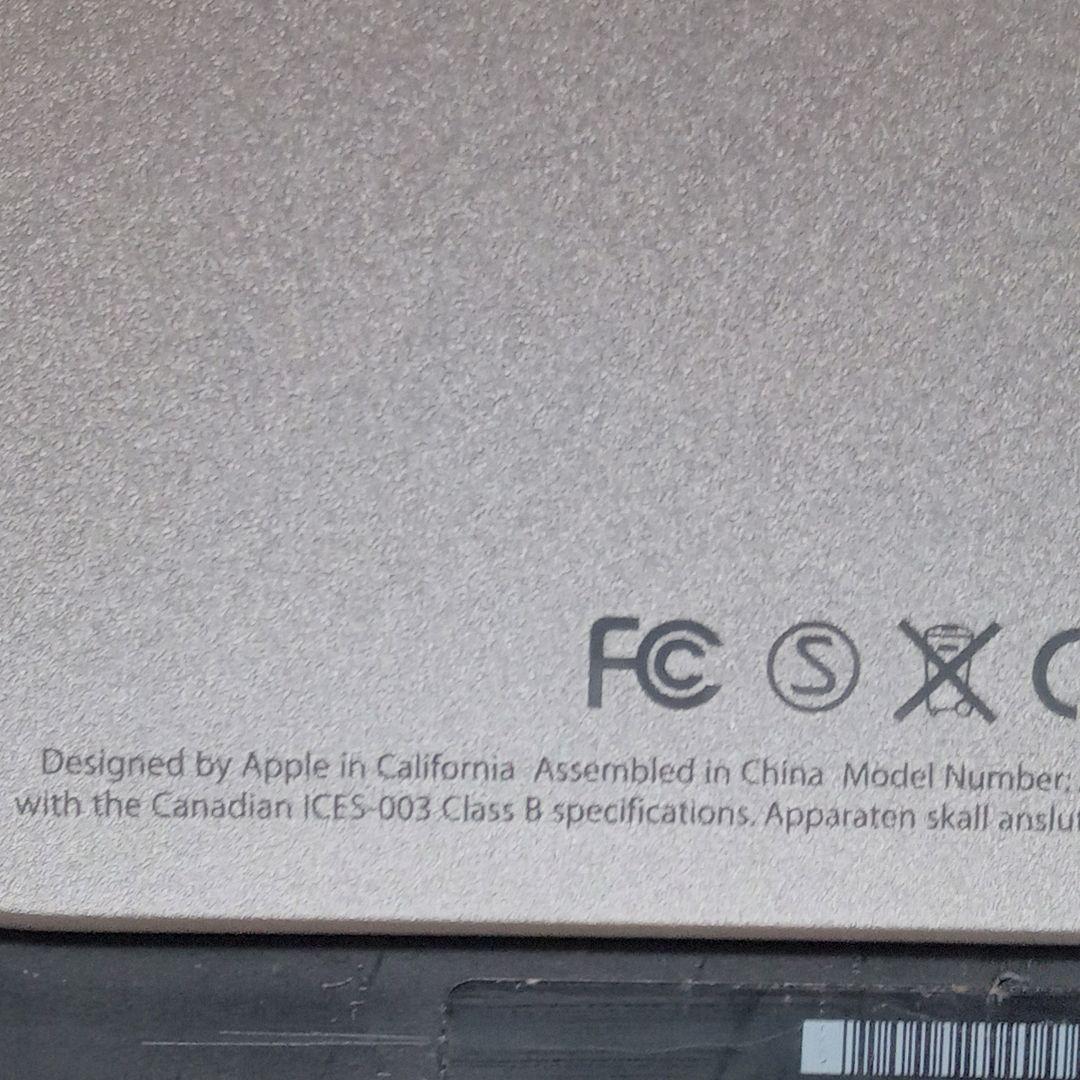 FC S
Designed by Apple in California Assembled in China Model Number:
with the Canadian ICES-003 Class B specifications. Apparaten skall anslut